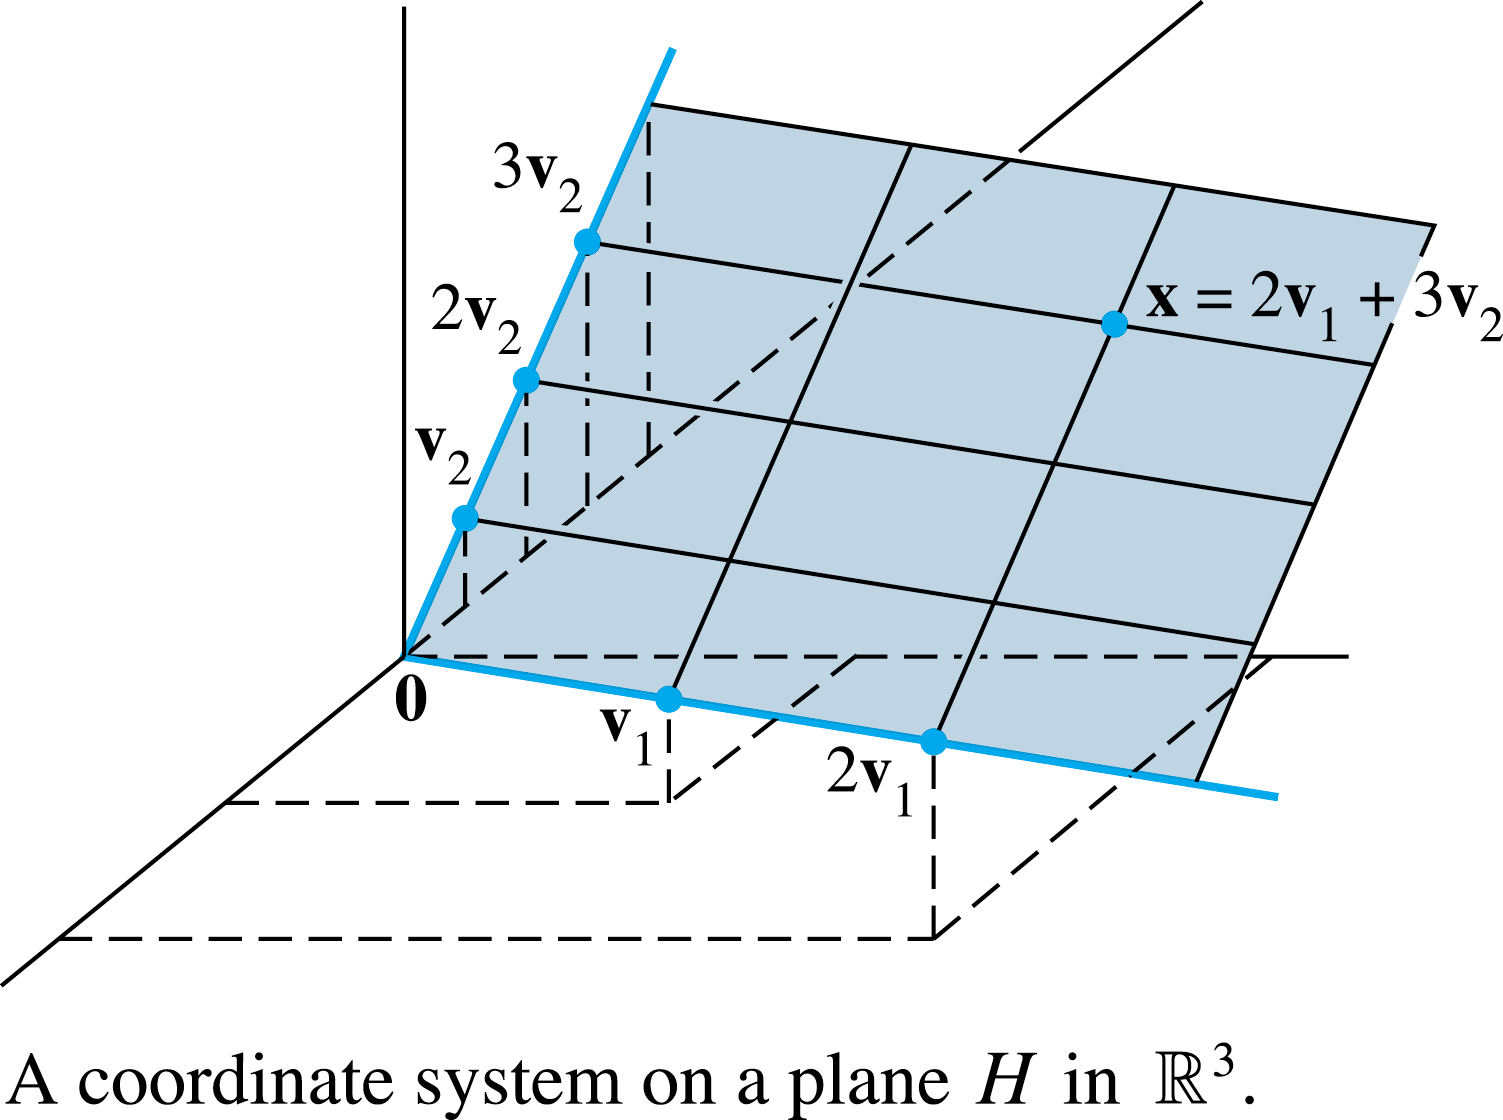 3v₂
2v₂
x = 2v₁ + 3v₂
v₂
0
v₁
2v₁
A coordinate system on a plane H in ℝ³.